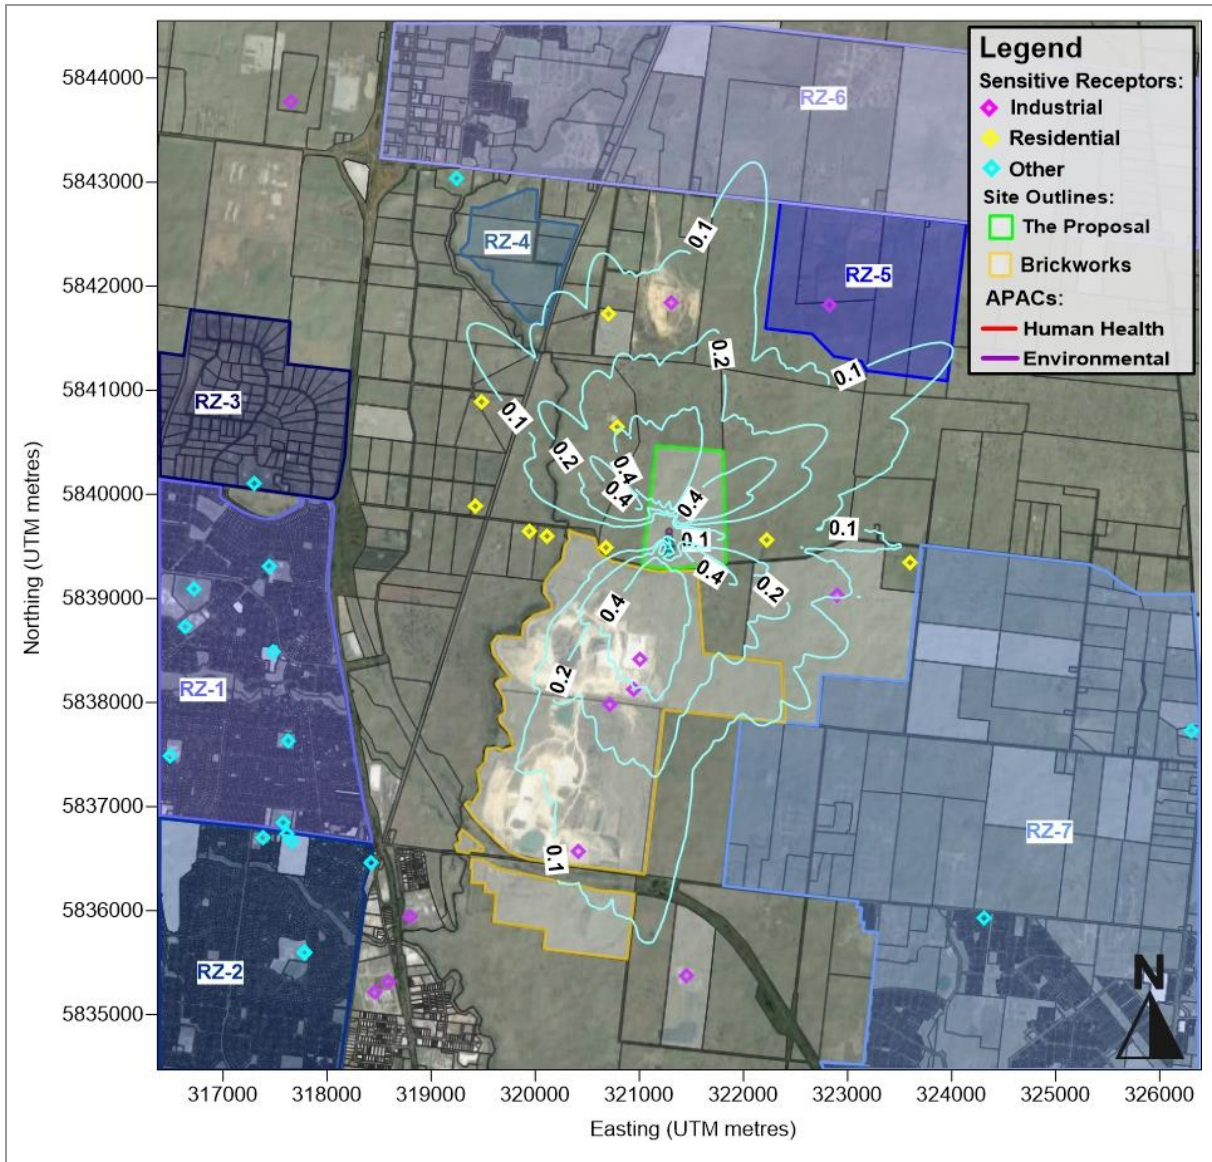 Legend
Sensitive Receptors:
Industrial
Residential
Other
Site Outlines:
The Proposal
Brickworks
APACs:
Human Health
Environmental
5844000
5843000
5842000
5841000
5840000
5839000
5838000
5837000
5836000
5835000
Northing (UTM metres)
RZ-6
RZ-4
RZ-5
RZ-3
RZ-1
RZ-7
RZ-2
0.1
0.2
0.1
0.1
0.2
0.4
0.4
0.4
0.1
0.1
0.4
0.2
0.4
0.2
0.1
N
317000 318000 319000 320000 321000 322000 323000 324000 325000 326000
Easting (UTM metres)